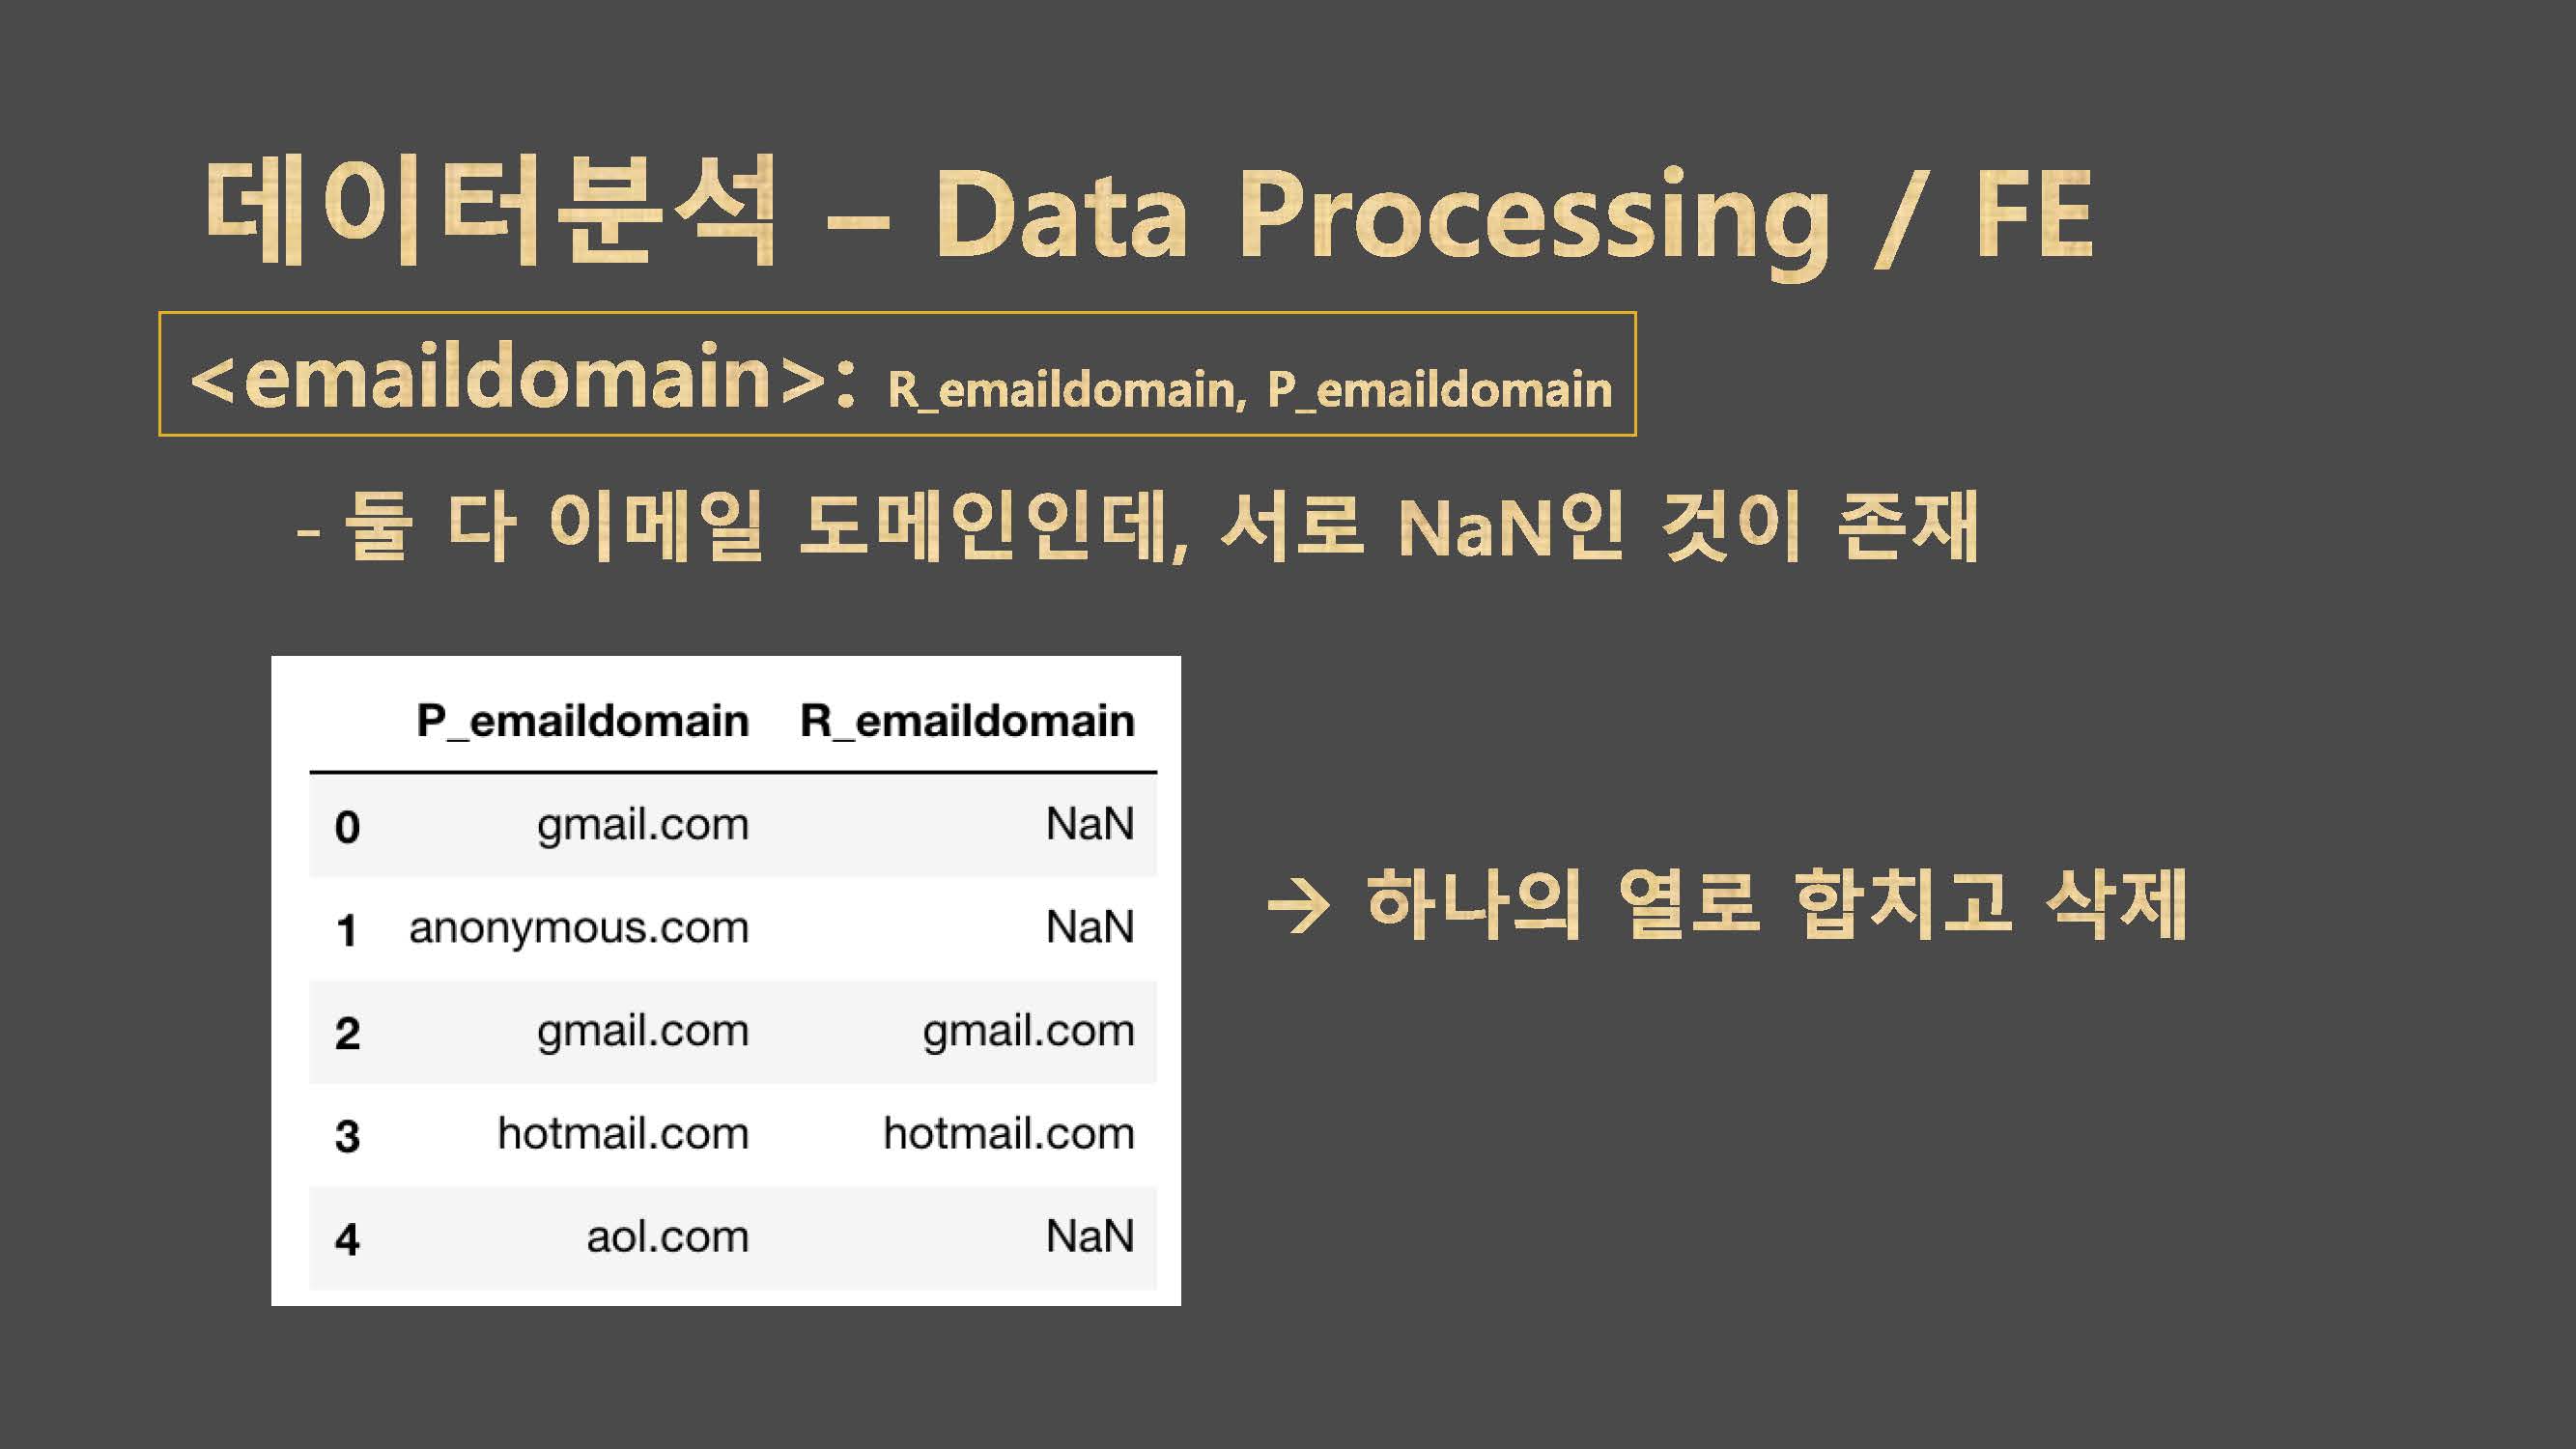 데이터분석 – Data Processing / FE
<emaildomain>: R_emaildomain, P_emaildomain
- 둘 다 이메일 도메인인데, 서로 NaN인 것이 존재
P_emaildomain R_emaildomain
0 gmail.com NaN
1 anonymous.com NaN
2 gmail.com gmail.com
3 hotmail.com hotmail.com
4 aol.com NaN
→ 하나의 열로 합치고 삭제